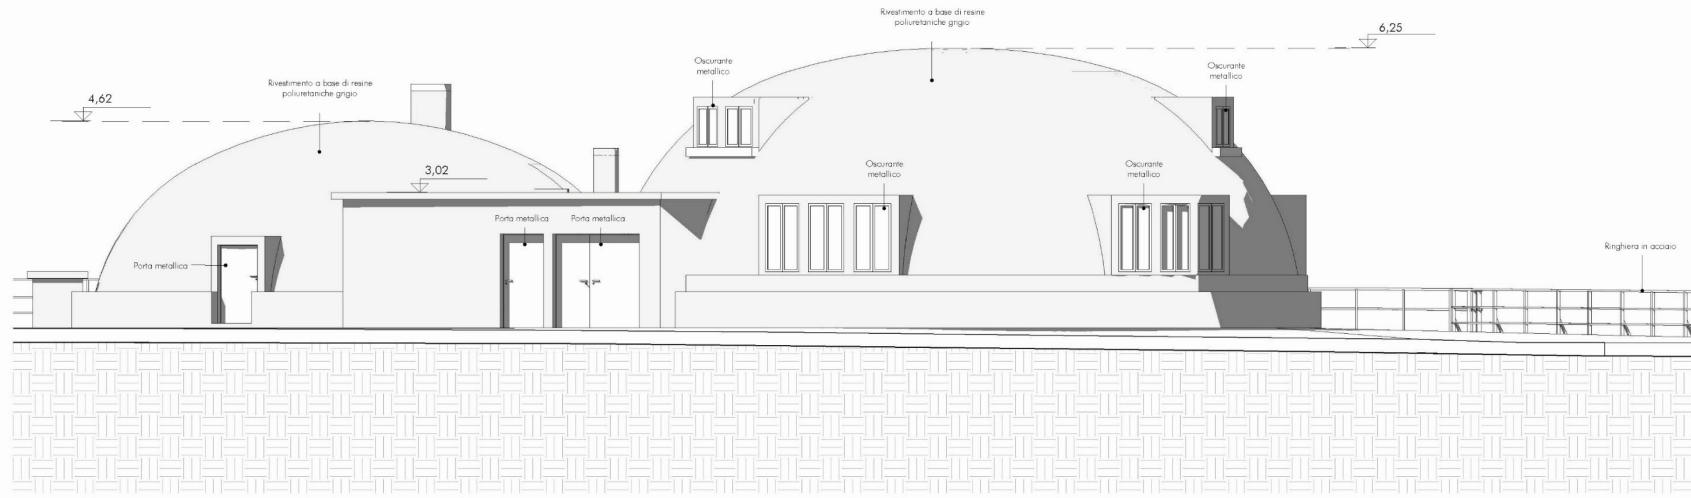 Rivestimento a base di resine
poliuretaniche grigio
6,25
Oscurante
metallico
Oscurante
metallico
Rivestimento a base di resine
poliuretaniche grigio
4,62
3,02
Oscurante
metallico
Oscurante
metallico
Porta metallica
Porta metallica
Porta metallica
Ringhiera in acciaio